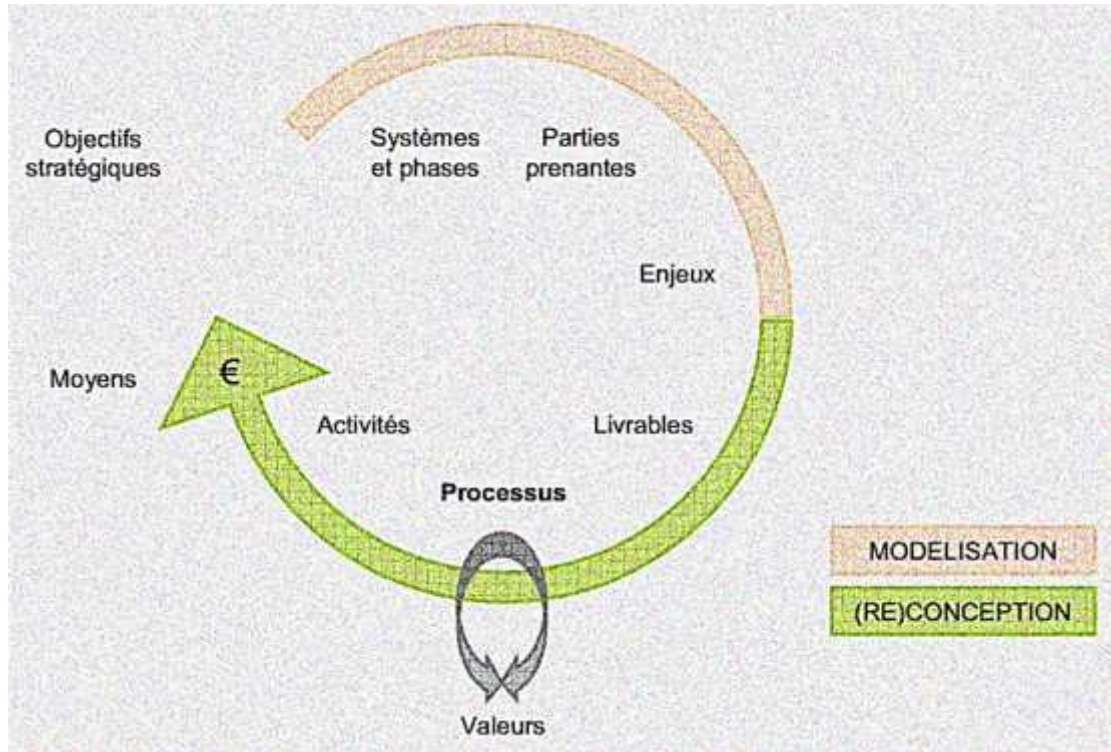 Objectifs
stratégiques
Systèmes
et phases
Parties
prenantes
Enjeux
€
Moyens
Activités
Livrables
Processus
MODELISATION
(RE)CONCEPTION
Valeurs